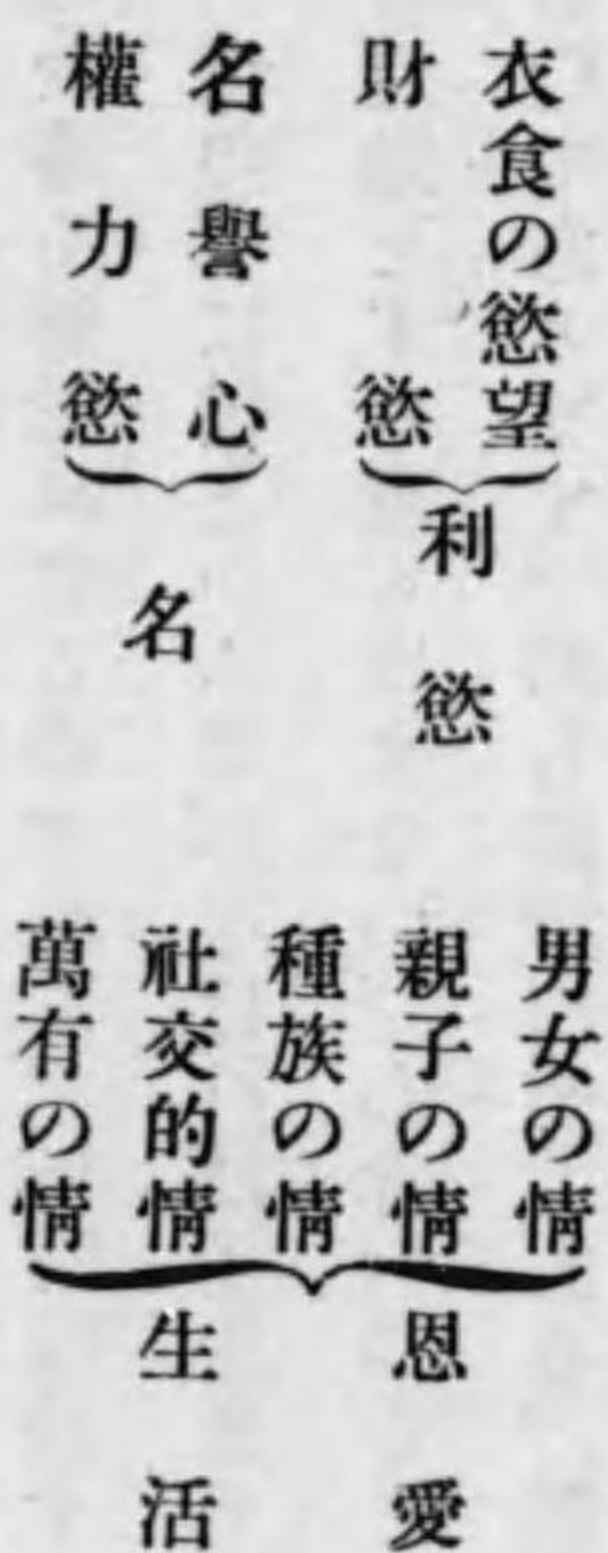 衣食の慾望
財慾
利慾
名譽心
權力慾
名
男女の情
親子の情
種族の情
社交的情
萬有の情
恩愛
生活